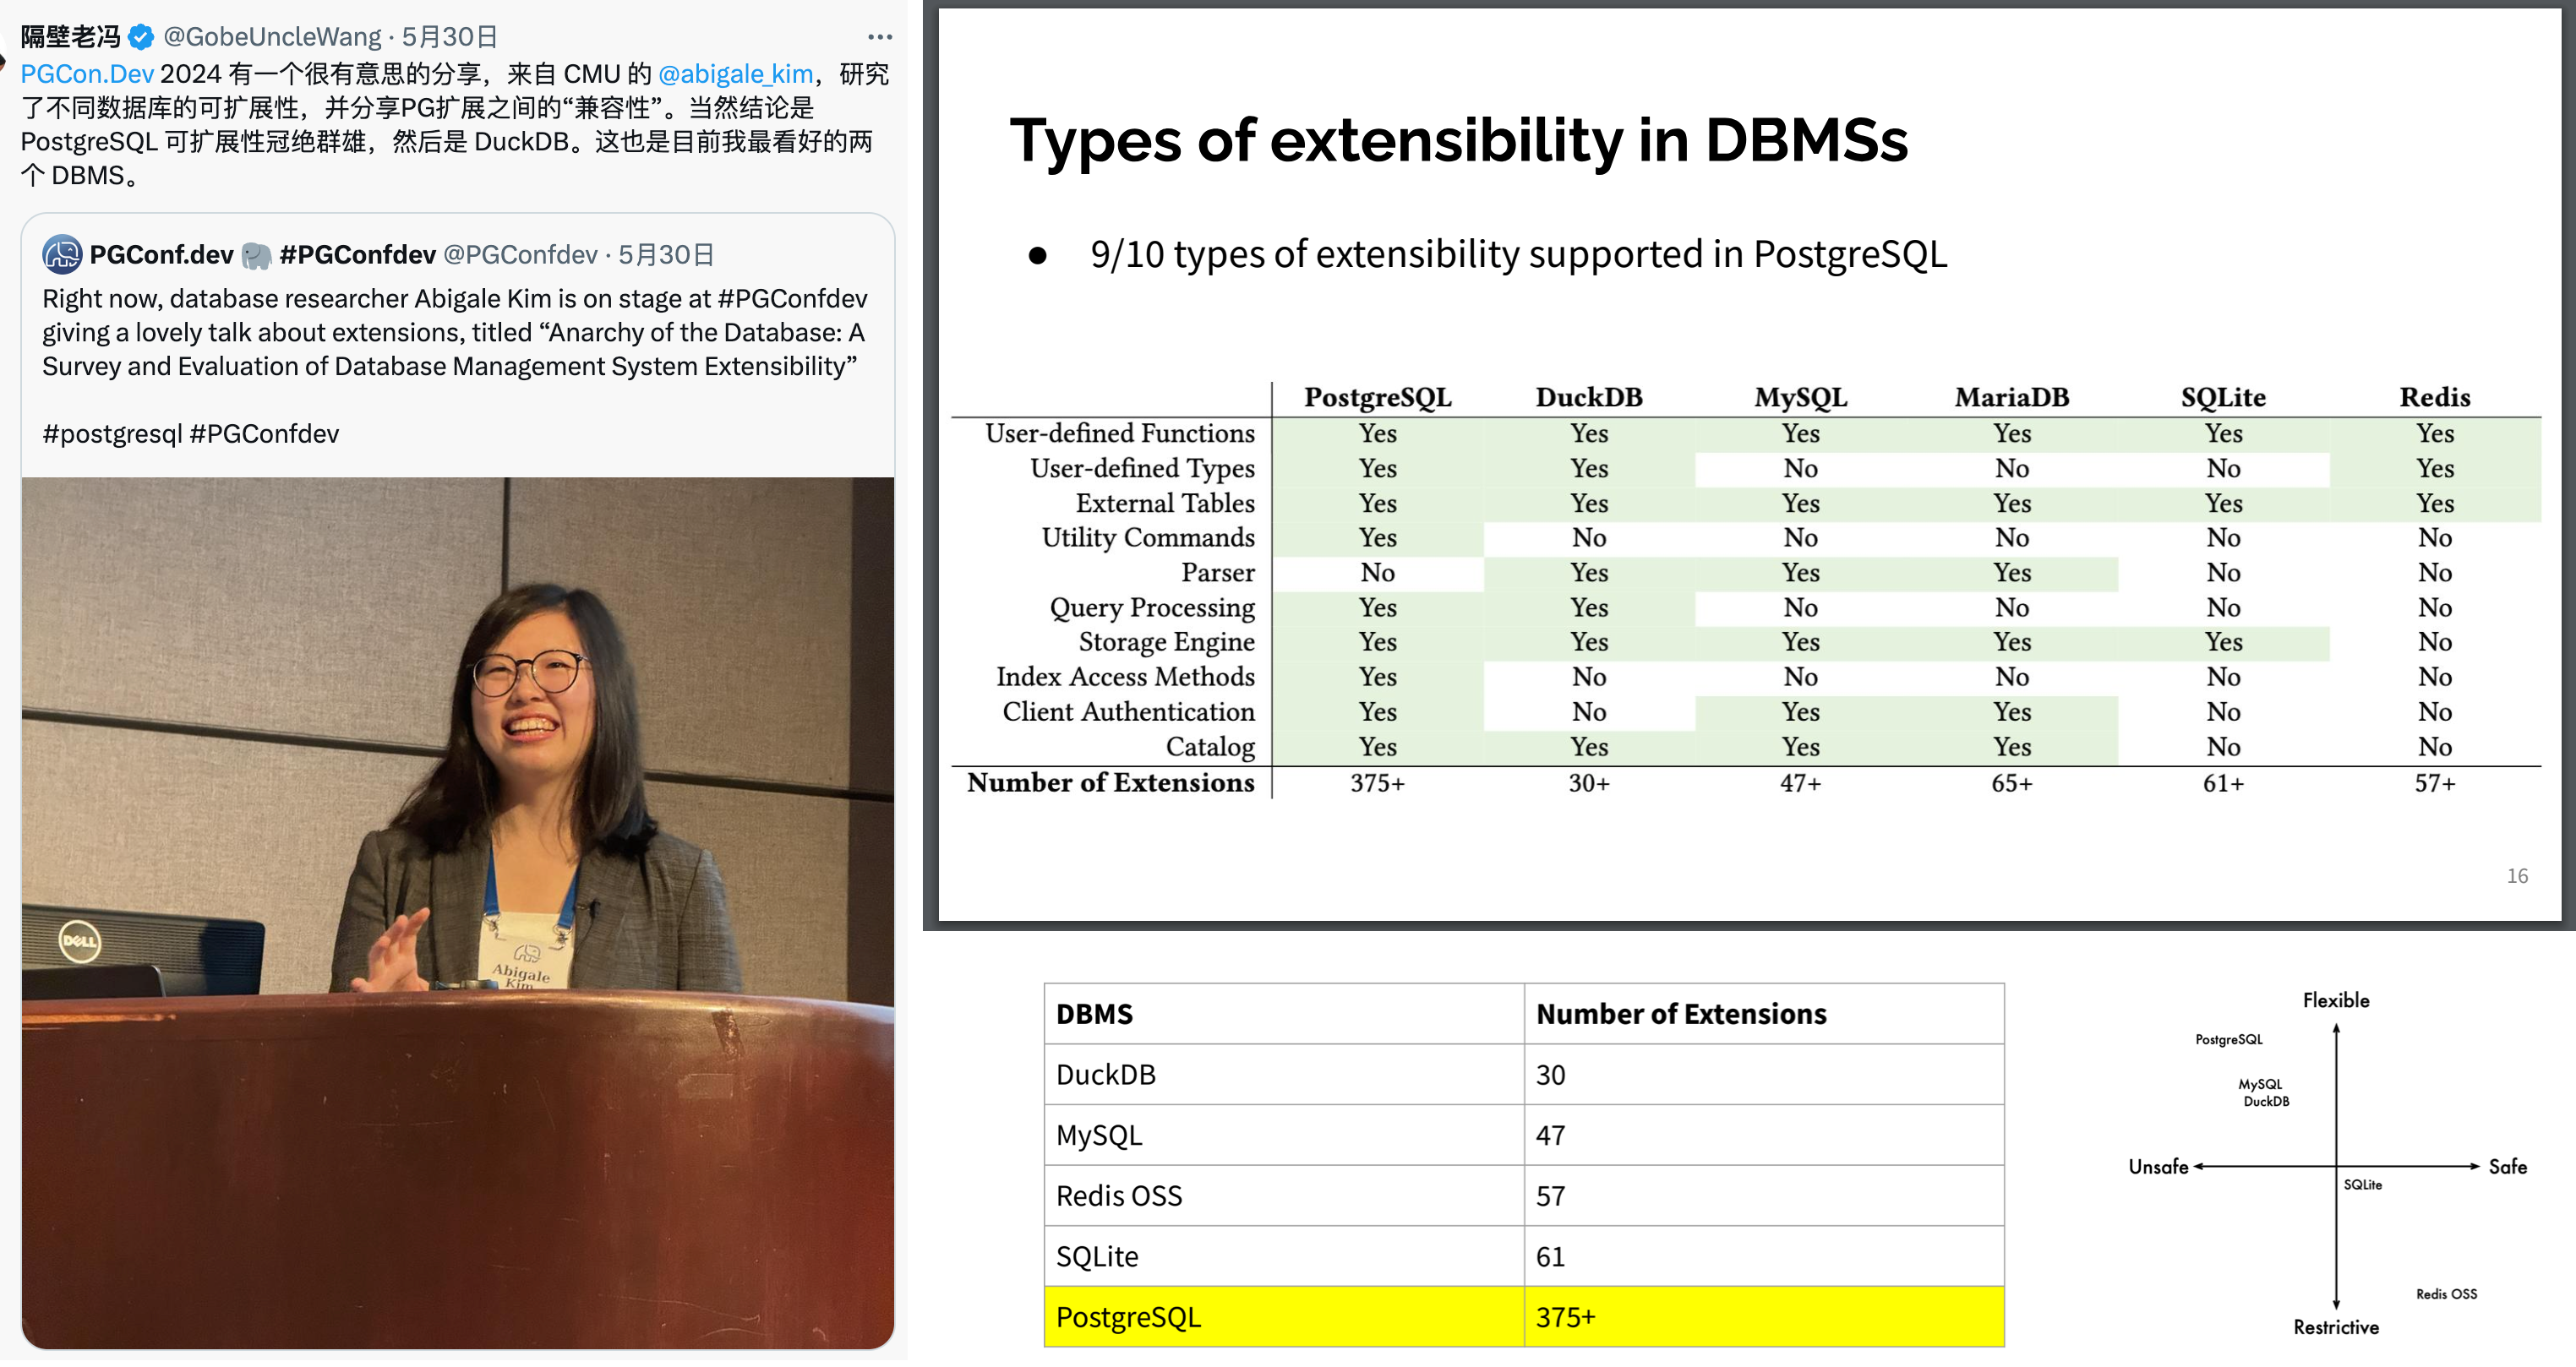 隔壁老冯 @GobeUncleWang · 5月30日
PGCon.Dev 2024 有一个很有意思的分享，来自 CMU 的 @abigale_kim，研究
了不同数据库的可扩展性，并分享PG扩展之间的“兼容性”。当然结论是
PostgreSQL 可扩展性冠绝群雄，然后是 DuckDB。这也是目前我最看好的两
个 DBMS。
PGConf.dev 🐘 #PGConfdev @PGConfdev · 5月30日
Right now, database researcher Abigale Kim is on stage at #PGConfdev
giving a lovely talk about extensions, titled “Anarchy of the Database: A
Survey and Evaluation of Database Management System Extensibility”
#postgresql #PGConfdev
DELL
Abigale
Kim
Types of extensibility in DBMSs
● 9/10 types of extensibility supported in PostgreSQL
PostgreSQL DuckDB MySQL MariaDB SQLite Redis
User-defined Functions Yes Yes Yes Yes Yes Yes
User-defined Types Yes Yes No No No Yes
External Tables Yes Yes Yes Yes Yes Yes
Utility Commands Yes No No No No No
Parser No Yes Yes Yes No No
Query Processing Yes Yes No No No No
Storage Engine Yes Yes Yes Yes Yes No
Index Access Methods Yes No No No No No
Client Authentication Yes No Yes Yes No No
Catalog Yes Yes Yes Yes No No
Number of Extensions 375+ 30+ 47+ 65+ 61+ 57+
16
DBMS Number of Extensions
DuckDB 30
MySQL 47
Redis OSS 57
SQLite 61
PostgreSQL 375+
Flexible
PostgreSQL
MySQL
DuckDB
Unsafe Safe
SQLite
Redis OSS
Restrictive